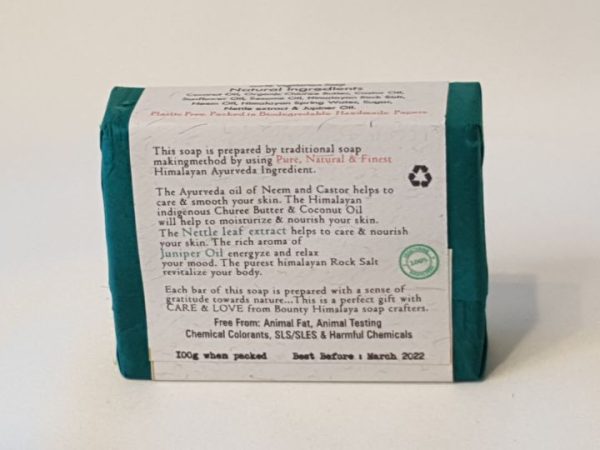 Natural Ingredients
Coconut Oil, Organic Churee Butter, Castor Oil,
Sunflower Oil, Sesame Oil, Himalayan Rock Salt,
Neem Oil, Himalayan Spring Water, Sugar,
Nettle extract & Juniper Oil.
Plastic Free. Packed in Biodegradable Handmade Papers
This soap is prepared by traditional soap
makingmethod by using Pure, Natural & Finest
Himalayan Ayurveda Ingredient.
The Ayurveda oil of Neem and Castor helps to
care & smooth your skin. The Himalayan
indigenous Churee Butter & Coconut Oil
will help to moisturize & nourish your skin.
The Nettle leaf extract helps to care & nourish
your skin. The rich aroma of
Juniper Oil energyze and relax
your mood. The purest himalayan Rock Salt
revitalize your body.
100%
Each bar of this soap is prepared with a sense of
gratitude towards nature...This is a perfect gift with
CARE & LOVE from Bounty Himalaya soap crafters.
Free From: Animal Fat, Animal Testing
Chemical Colorants, SLS/SLES & Harmful Chemicals
100g when packed Best Before : March 2022